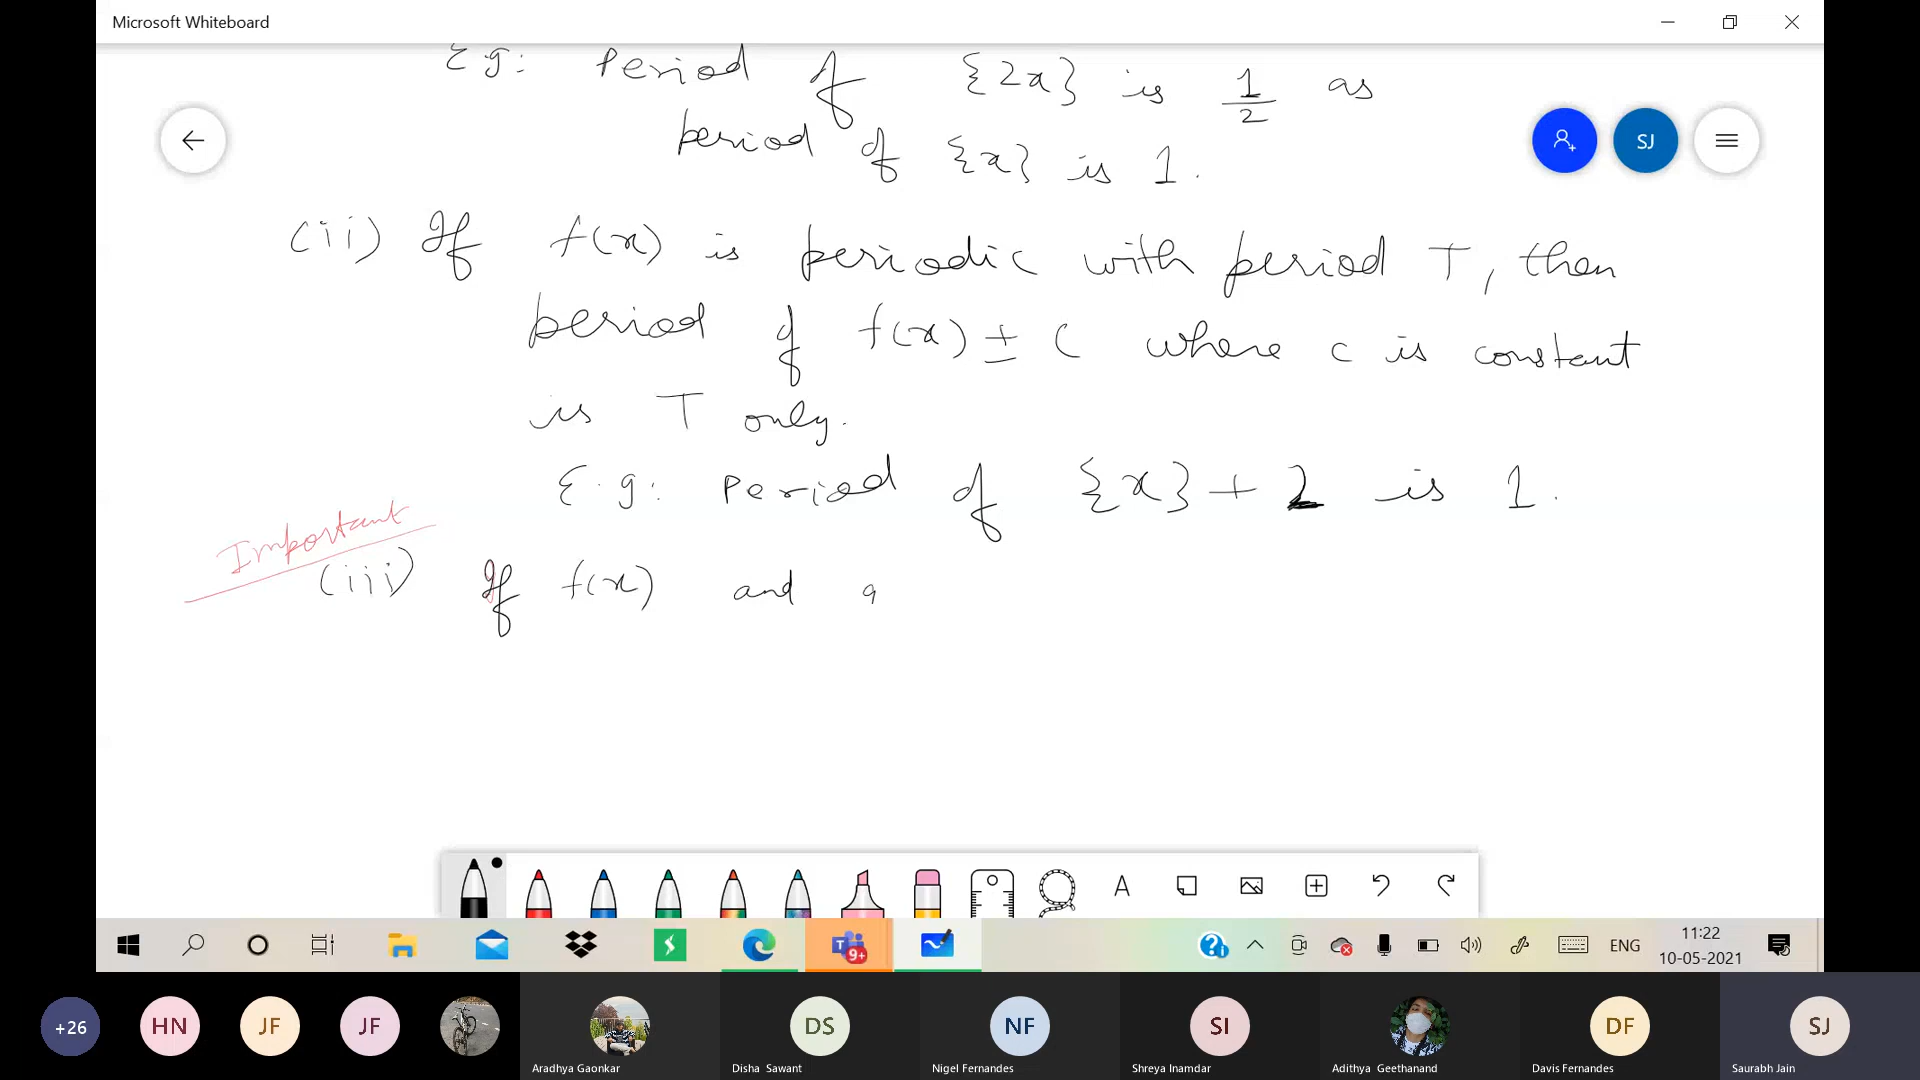 Microsoft Whiteboard
E.g: Period of {2x} is 1/2 as
period of {x} is 1.
SJ
(ii) If f(x) is periodic with period T, then
period of f(x) ± C where c is constant
is T only.
E.g: Period of {x} + 2 is 1.
Important
(iii) If f(x) and g
A
9+
ENG
11:22
10-05-2021
+26
HN
JF
JF
DS
NF
SI
DF
SJ
Aradhya Gaonkar
Disha Sawant
Nigel Fernandes
Shreya Inamdar
Adithya Geethanand
Davis Fernandes
Saurabh Jain